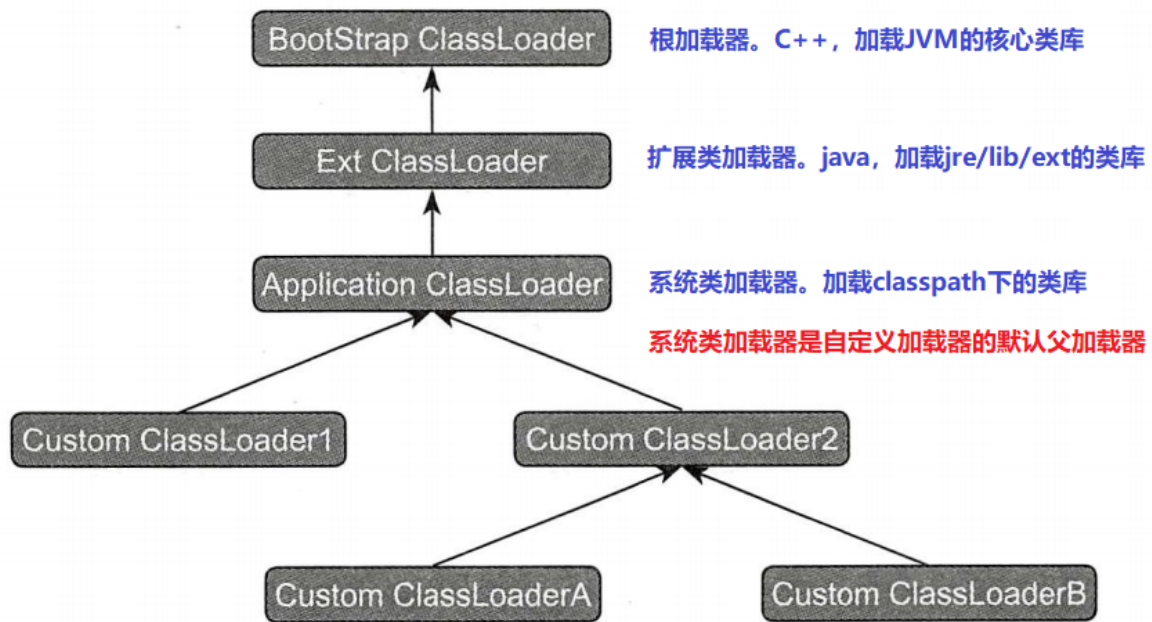 BootStrap ClassLoader
根加载器。C++，加载JVM的核心类库
Ext ClassLoader
扩展类加载器。java，加载jre/lib/ext的类库
Application ClassLoader
系统类加载器。加载classpath下的类库
系统类加载器是自定义加载器的默认父加载器
Custom ClassLoader1
Custom ClassLoader2
Custom ClassLoaderA
Custom ClassLoaderB